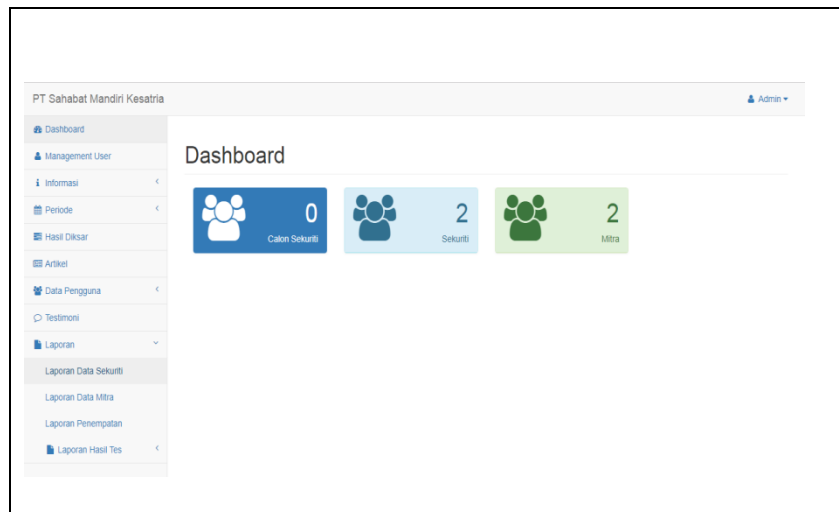 PT Sahabat Mandiri Kesatria
Admin
Dashboard
Management User
Informasi
Periode
Hasil Diksar
Artikel
Data Pengguna
Testimoni
Laporan
Laporan Data Sekuriti
Laporan Data Mitra
Laporan Penempatan
Laporan Hasil Tes
Dashboard
0
Calon Sekuriti
2
Sekuriti
2
Mitra